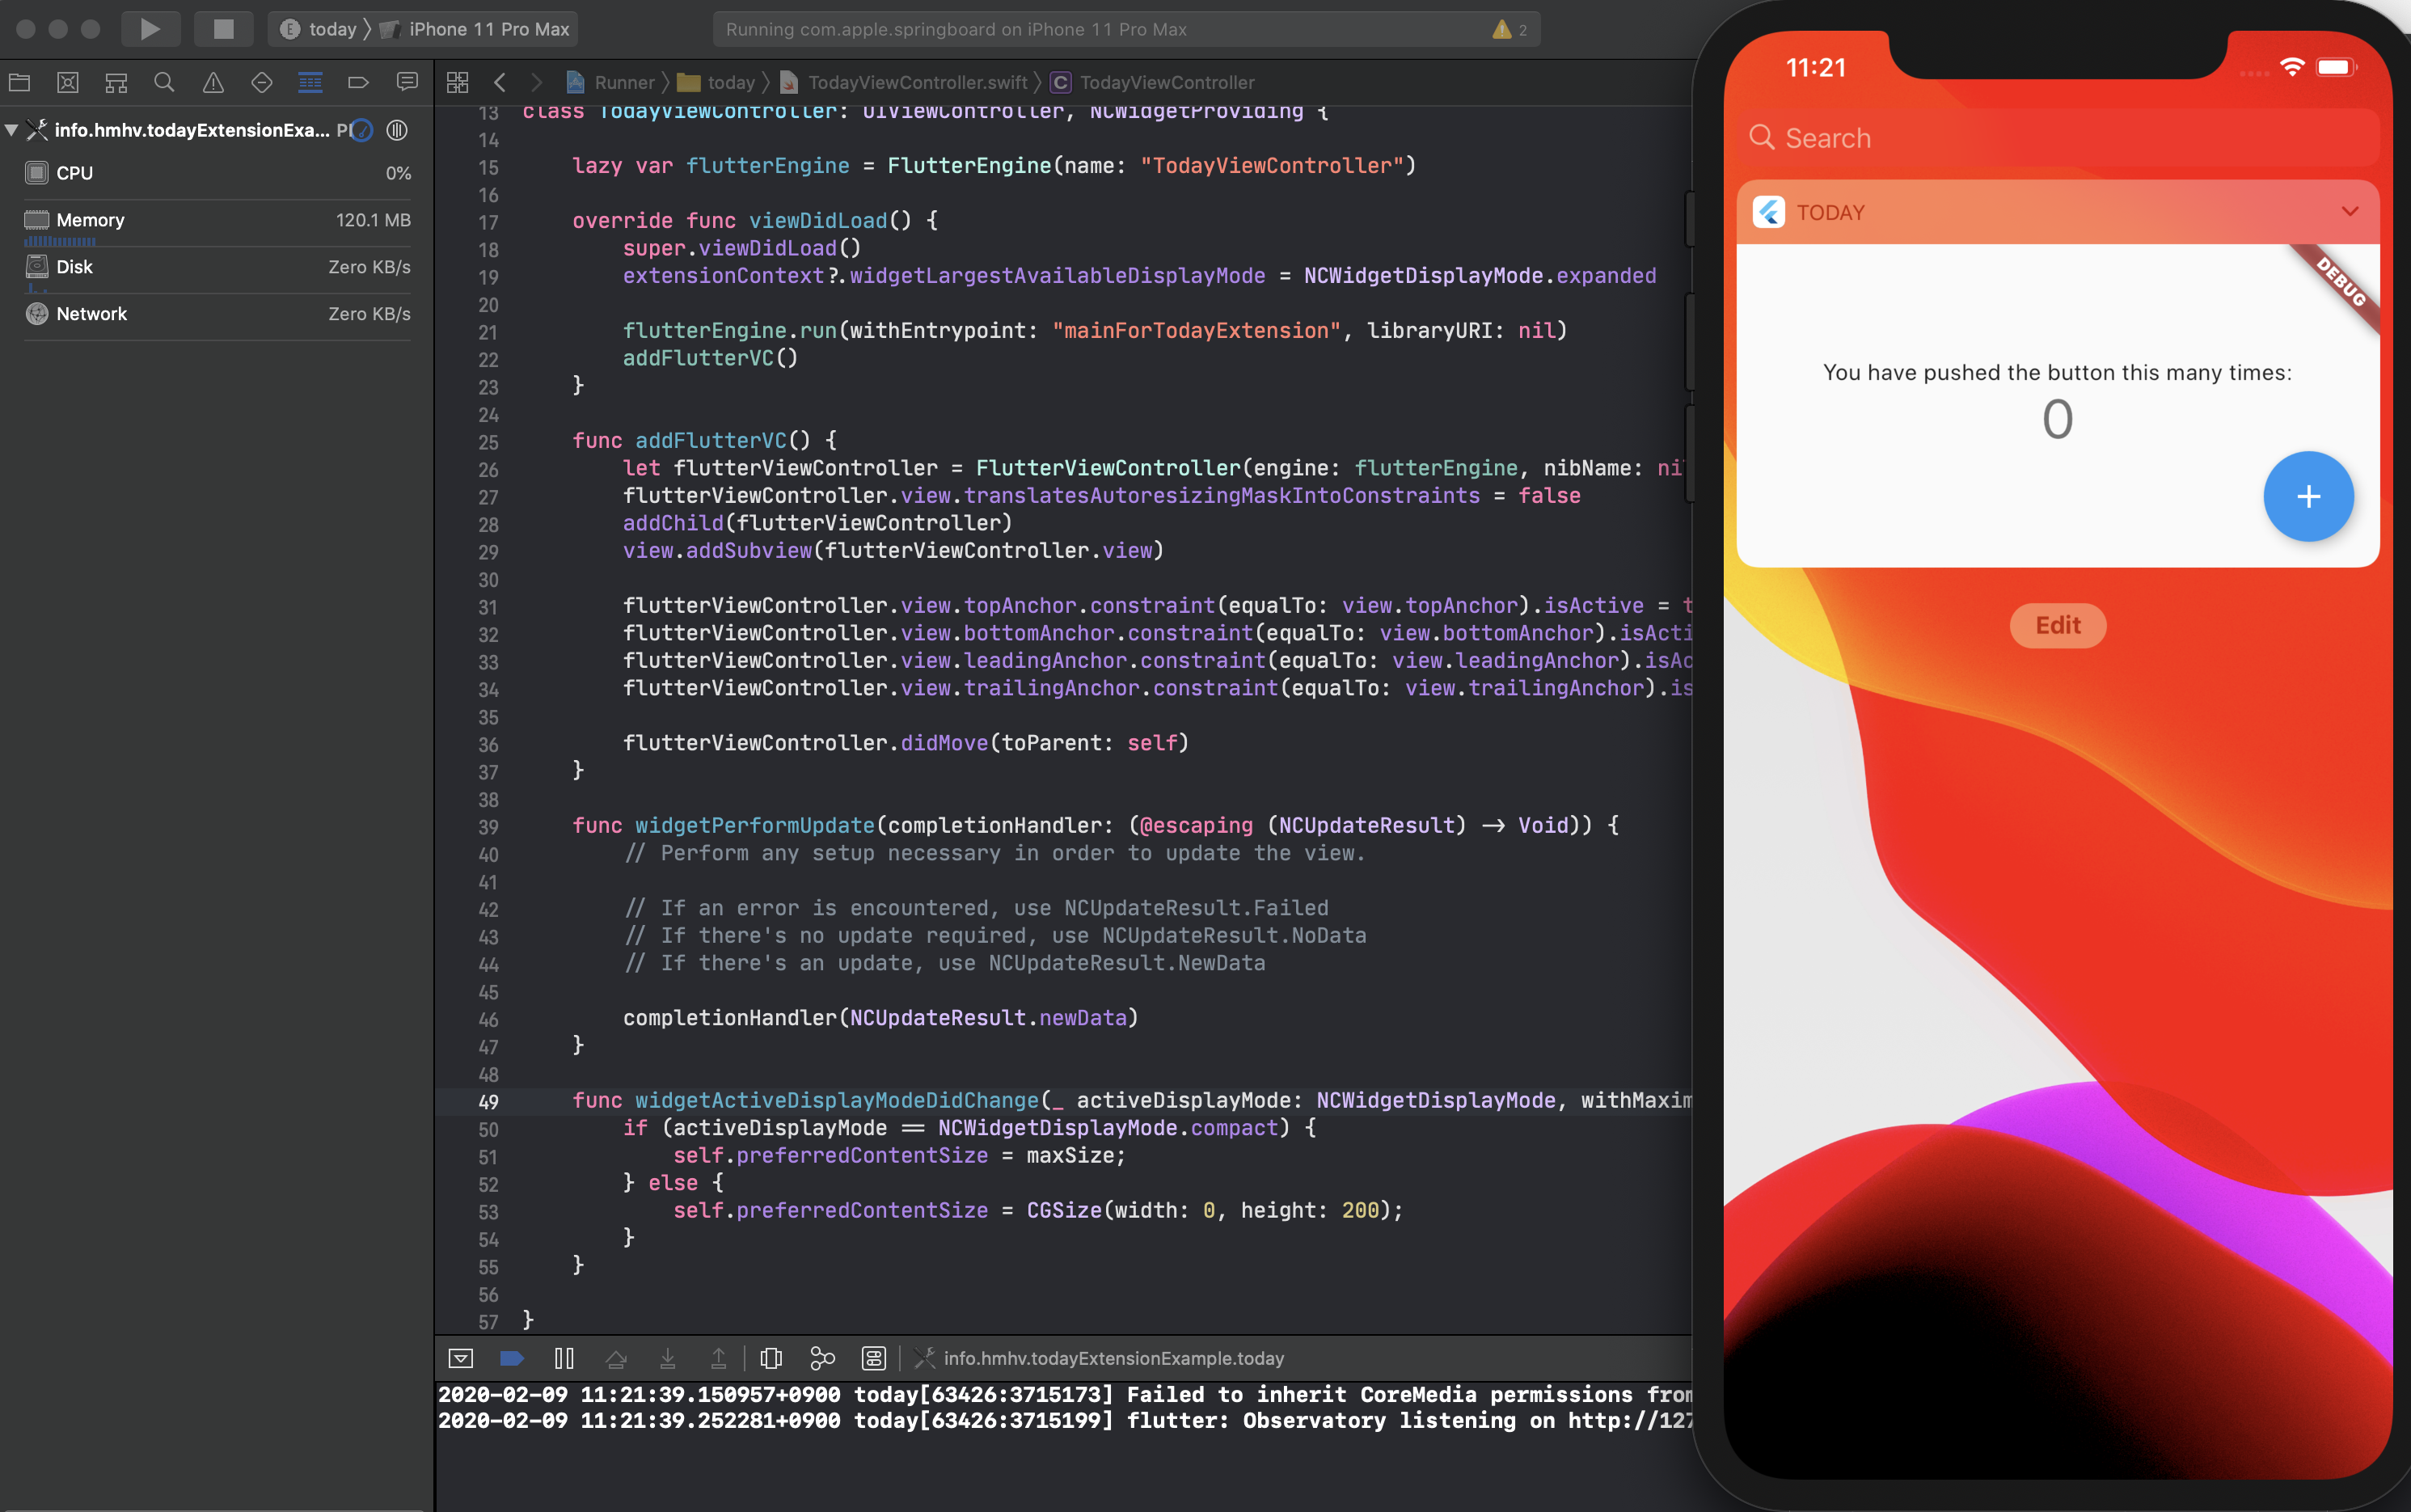 today 〉 iPhone 11 Pro Max
Running com.apple.springboard on iPhone 11 Pro Max
2
Runner 〉 today 〉 TodayViewController.swift 〉 C TodayViewController
info.hmhv.todayExtensionExa...
CPU 0%
Memory 120.1 MB
Disk Zero KB/s
Network Zero KB/s
13 class TodayViewController: UIViewController, NCWidgetProviding {
14
15 lazy var flutterEngine = FlutterEngine(name: "TodayViewController")
16
17 override func viewDidLoad() {
18 super.viewDidLoad()
19 extensionContext?.widgetLargestAvailableDisplayMode = NCWidgetDisplayMode.expanded
20
21 flutterEngine.run(withEntrypoint: "mainForTodayExtension", libraryURI: nil)
22 addFlutterVC()
23 }
24
25 func addFlutterVC() {
26 let flutterViewController = FlutterViewController(engine: flutterEngine, nibName:
27 flutterViewController.view.translatesAutoresizingMaskIntoConstraints = false
28 addChild(flutterViewController)
29 view.addSubview(flutterViewController.view)
30
31 flutterViewController.view.topAnchor.constraint(equalTo: view.topAnchor).isActive =
32 flutterViewController.view.bottomAnchor.constraint(equalTo: view.bottomAnchor).isActi
33 flutterViewController.view.leadingAnchor.constraint(equalTo: view.leadingAnchor).isAc
34 flutterViewController.view.trailingAnchor.constraint(equalTo: view.trailingAnchor).is
35
36 flutterViewController.didMove(toParent: self)
37 }
38
39 func widgetPerformUpdate(completionHandler: (@escaping (NCUpdateResult) -> Void)) {
40 // Perform any setup necessary in order to update the view.
41
42 // If an error is encountered, use NCUpdateResult.Failed
43 // If there's no update required, use NCUpdateResult.NoData
44 // If there's an update, use NCUpdateResult.NewData
45
46 completionHandler(NCUpdateResult.newData)
47 }
48
49 func widgetActiveDisplayModeDidChange(_ activeDisplayMode: NCWidgetDisplayMode, withMaxim
50 if (activeDisplayMode == NCWidgetDisplayMode.compact) {
51 self.preferredContentSize = maxSize;
52 } else {
53 self.preferredContentSize = CGSize(width: 0, height: 200);
54 }
55 }
56
57 }
info.hmhv.todayExtensionExample.today
2020-02-09 11:21:39.150957+0900 today[63426:3715173] Failed to inherit CoreMedia permissions from
2020-02-09 11:21:39.252281+0900 today[63426:3715199] flutter: Observatory listening on http://127
11:21
Search
TODAY
DEBUG
You have pushed the button this many times:
0
+
Edit